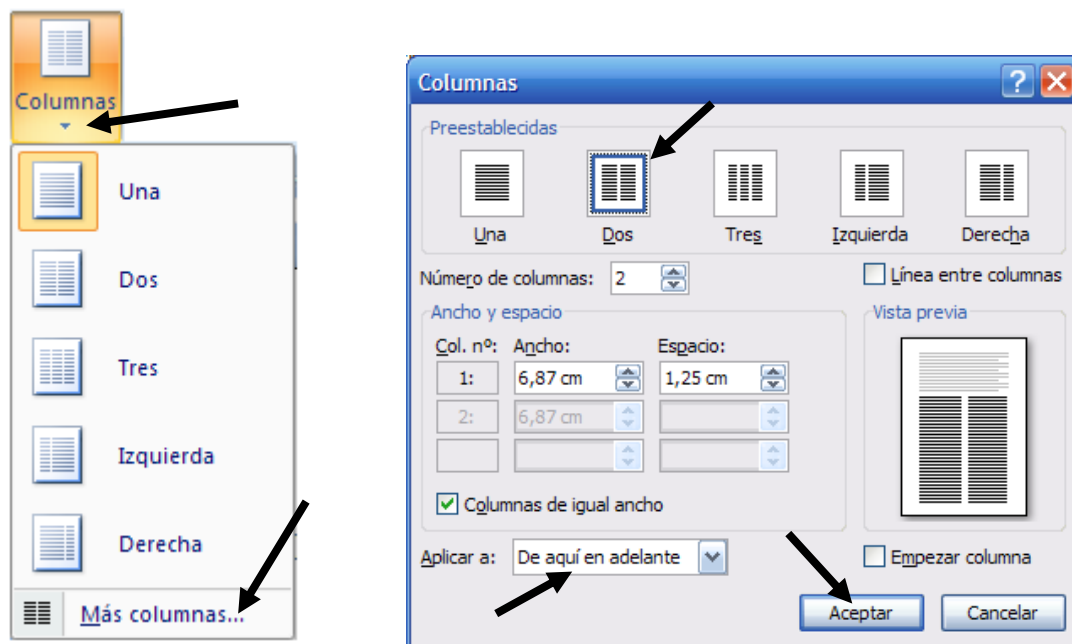 Columnas
Una
Dos
Tres
Izquierda
Derecha
Más columnas...
Columnas
Preestablecidas
Una Dos Tres Izquierda Derecha
Número de columnas: 2 Línea entre columnas
Ancho y espacio Vista previa
Col. nº: Ancho: Espacio:
1: 6,87 cm 1,25 cm
2: 6,87 cm
Columnas de igual ancho
Aplicar a: De aquí en adelante Empezar columna
Aceptar Cancelar